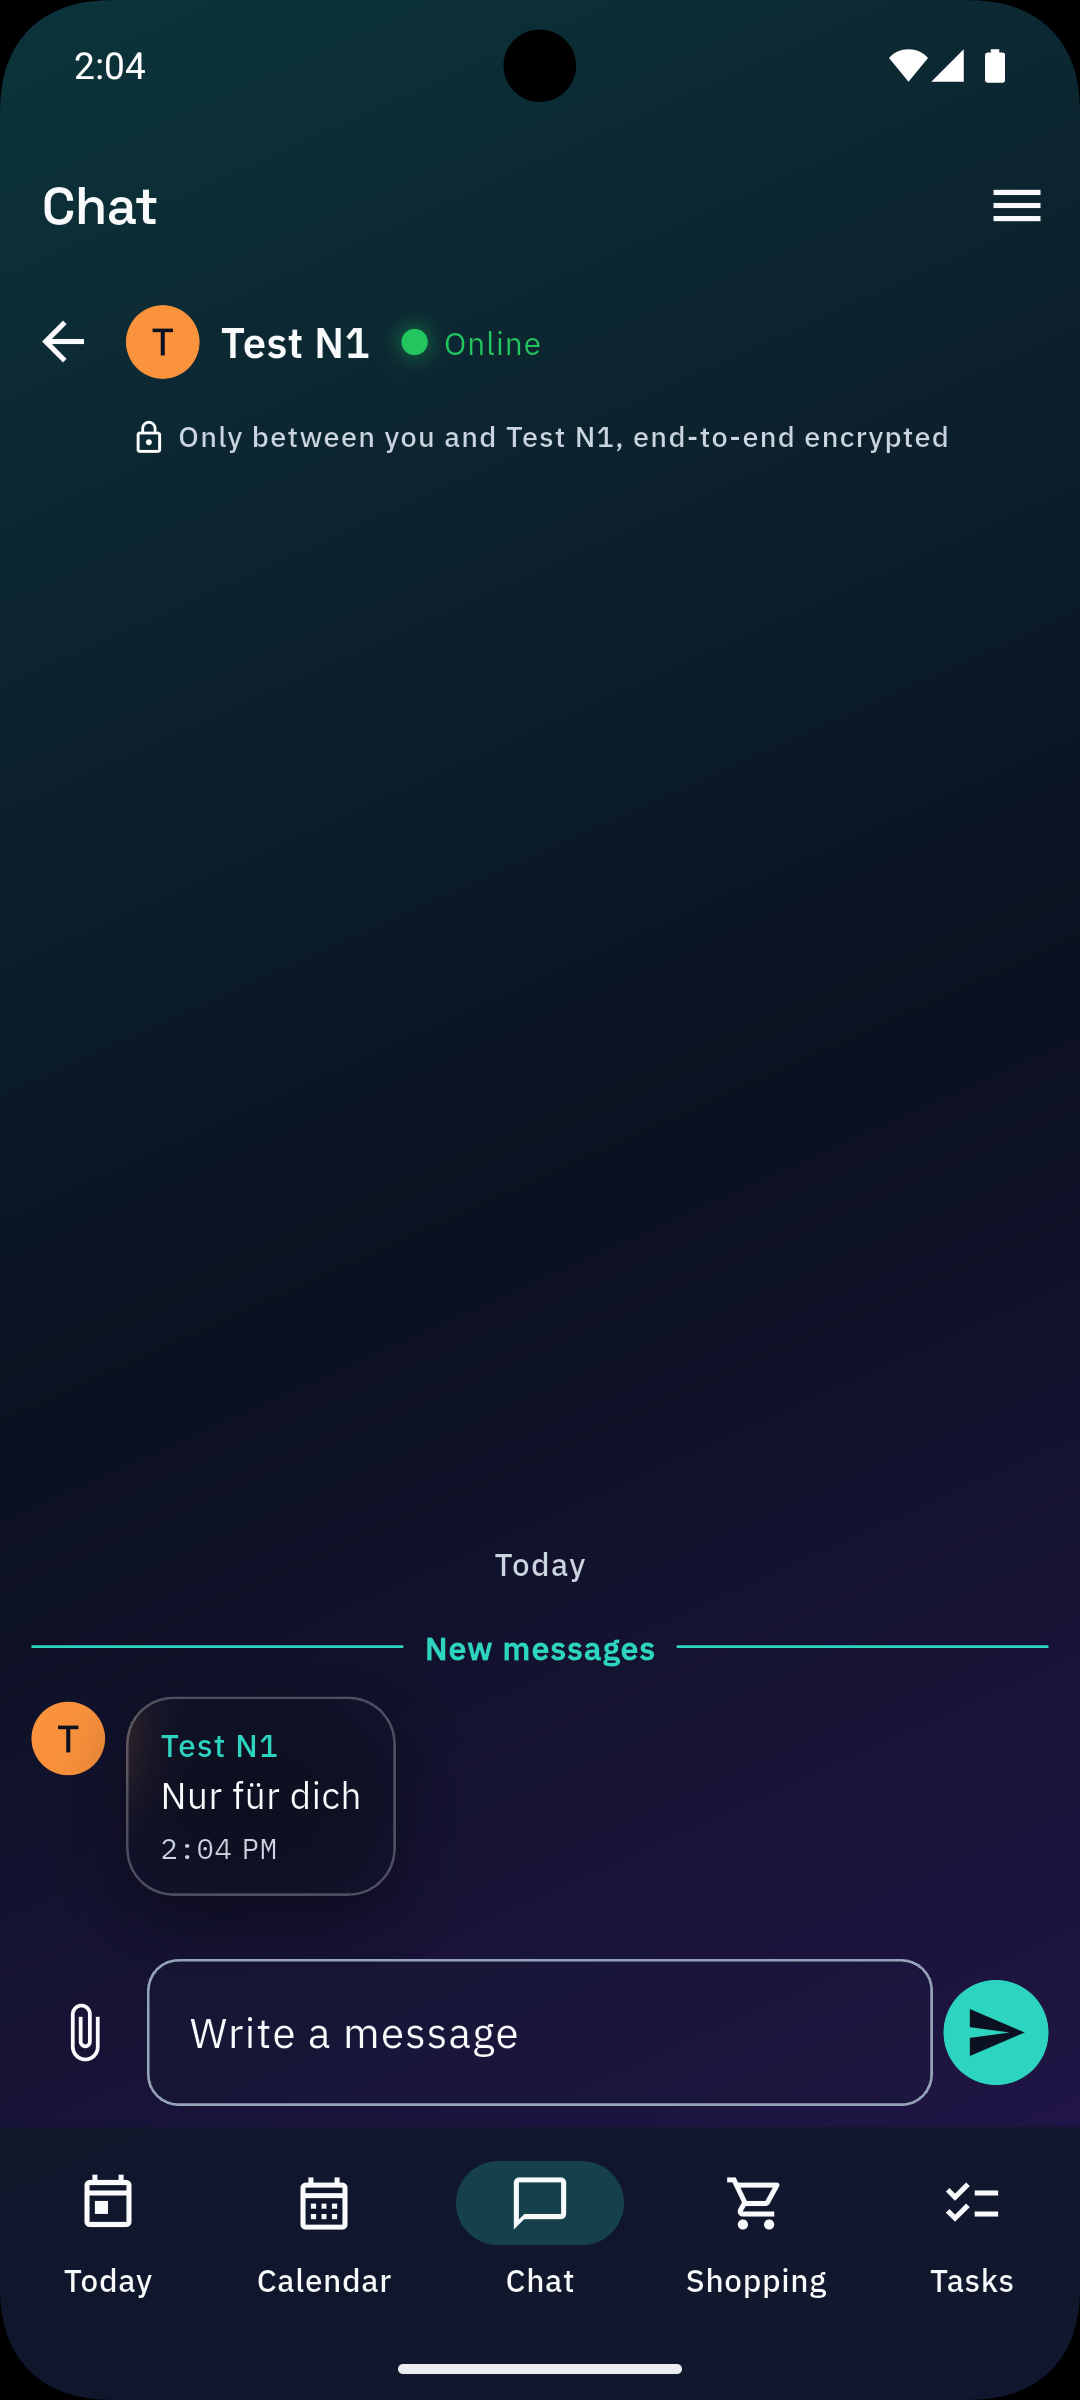 2:04
Chat
T
Test N1
Online
Only between you and Test N1, end-to-end encrypted
Today
New messages
T
Test N1
Nur für dich
2:04 PM
Write a message
Today
Calendar
Chat
Shopping
Tasks